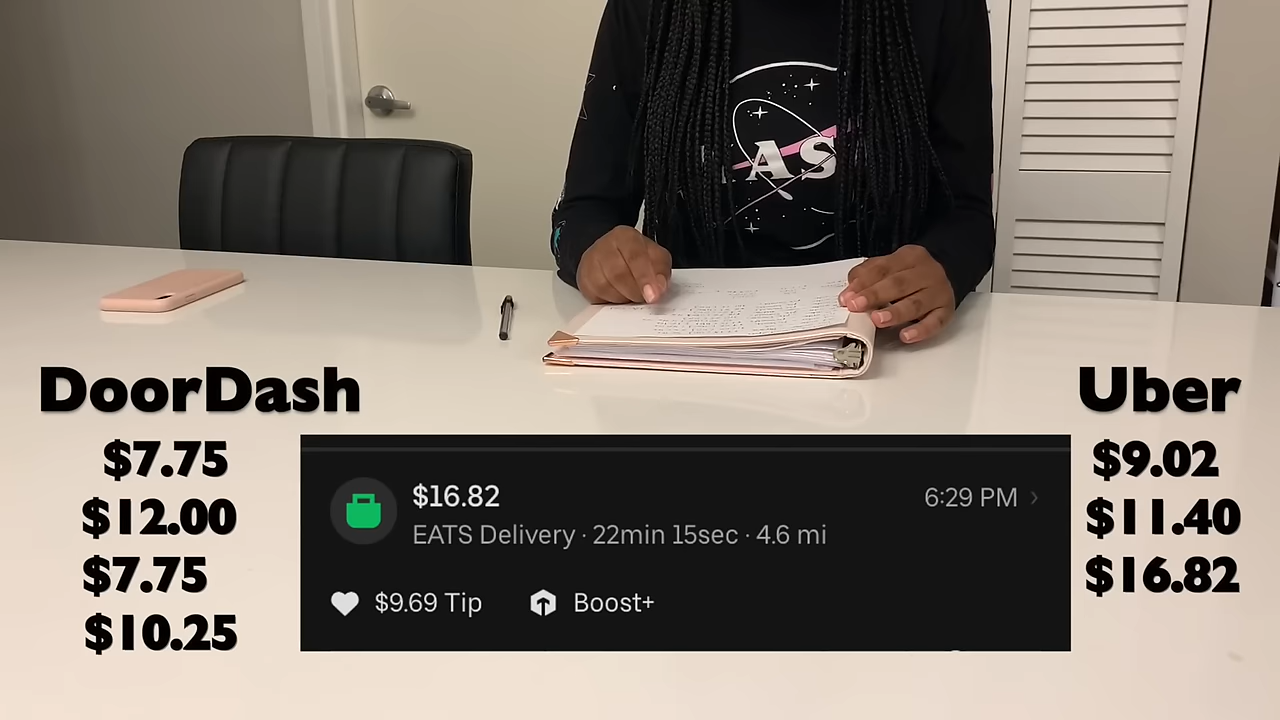 AS
DoorDash
$7.75
$12.00
$7.75
$10.25
$16.82
6:29 PM
EATS Delivery · 22min 15sec · 4.6 mi
$9.69 Tip
Boost+
Uber
$9.02
$11.40
$16.82